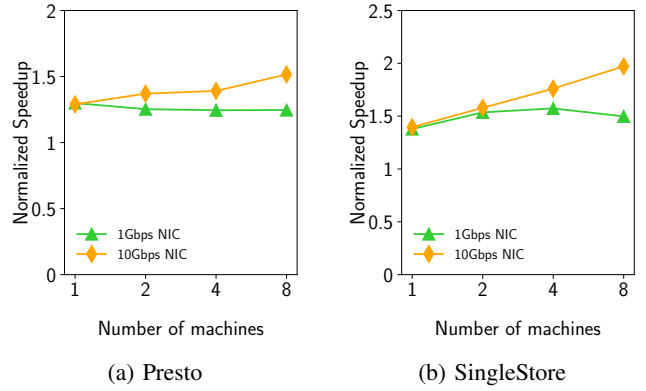 2
1.5
1
0.5
0
Normalized Speedup
1Gbps NIC
10Gbps NIC
1 2 4 8
Number of machines
(a) Presto
2.5
2
1.5
1
0.5
0
Normalized Speedup
1Gbps NIC
10Gbps NIC
1 2 4 8
Number of machines
(b) SingleStore